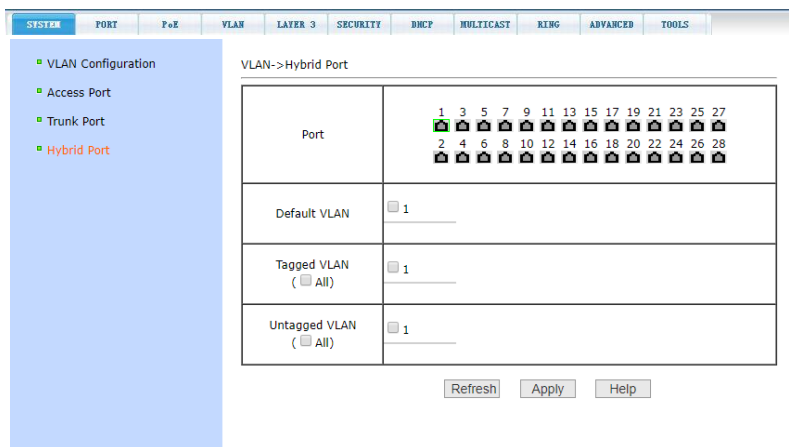 SYSTEM PORT PoE VLAN LAYER 3 SECURITY DHCP MULTICAST RING ADVANCED TOOLS
VLAN Configuration
Access Port
Trunk Port
Hybrid Port
VLAN->Hybrid Port
Port
1 3 5 7 9 11 13 15 17 19 21 23 25 27
2 4 6 8 10 12 14 16 18 20 22 24 26 28
Default VLAN
1
Tagged VLAN
( All)
1
Untagged VLAN
( All)
1
Refresh Apply Help